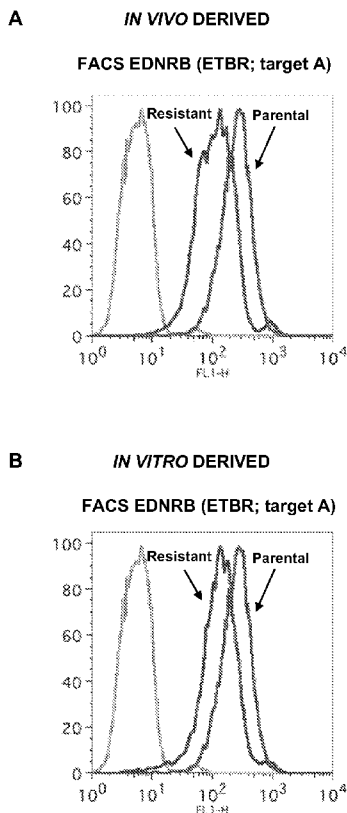 A
IN VIVO DERIVED
FACS EDNRB (ETBR; target A)
Resistant
Parental
100
80
60
40
20
0
10^0 10^1 10^2 10^3 10^4
FL1-H
B
IN VITRO DERIVED
FACS EDNRB (ETBR; target A)
Resistant
Parental
100
80
60
40
20
0
10^0 10^1 10^2 10^3 10^4
FL1-H